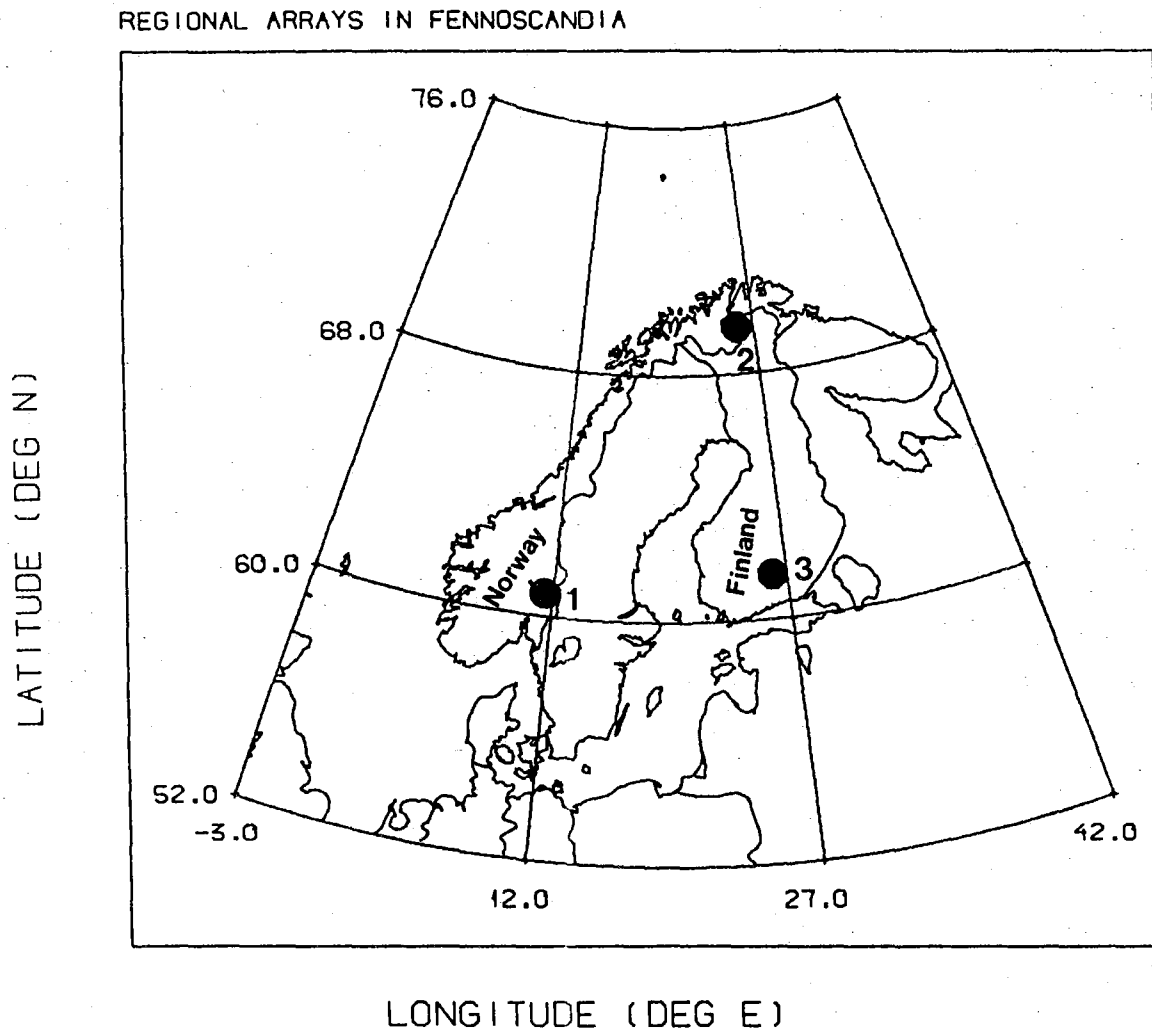 REGIONAL ARRAYS IN FENNOSCANDIA
76.0
68.0
2
60.0
Norway
1
Finland
3
52.0
-3.0
42.0
12.0
27.0
LATITUDE (DEG N)
LONGITUDE (DEG E)